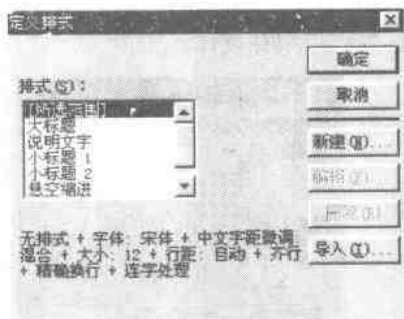 定义排式
确定
排式(S)：
取消
大标题
说明文字
小标题 1
小标题 2
悬空缩进
新建(N)...
删除(R)
导入(I)...
无排式 + 字体: 宋体 + 中文字距微调
混合 + 大小: 12 + 行距: 自动 + 齐行
+ 精确换行 + 连字处理